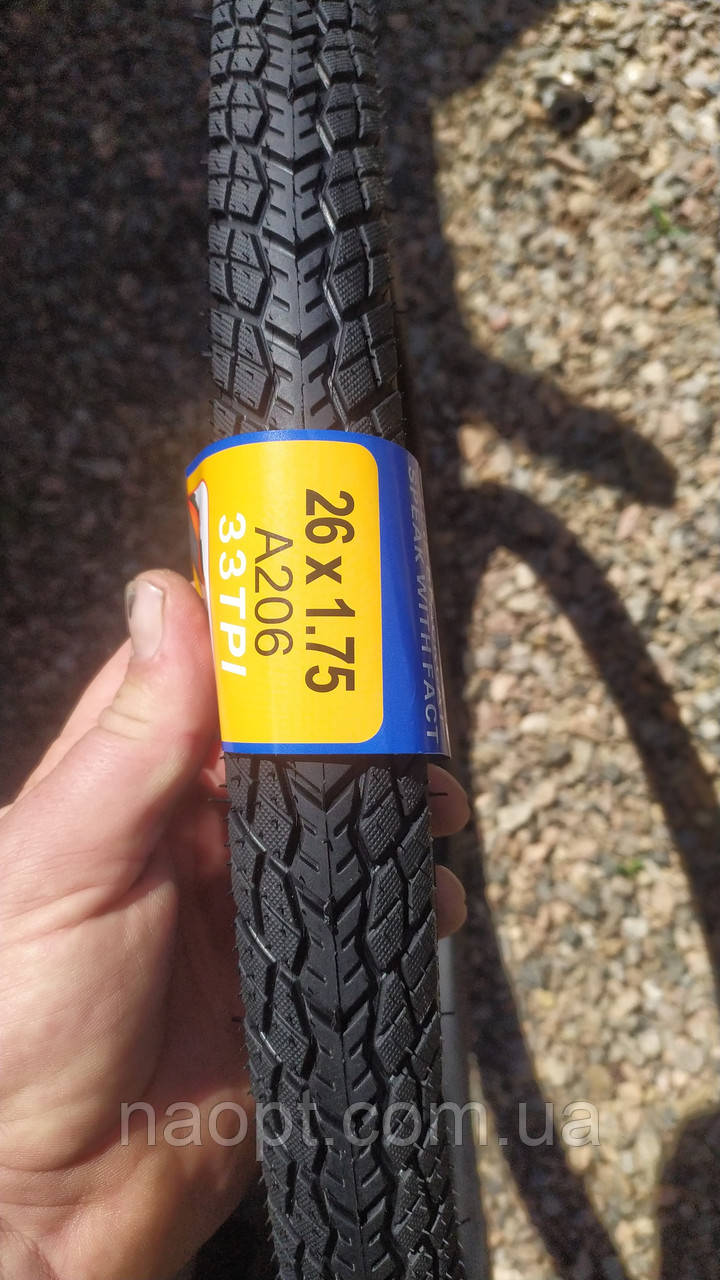 26 x 1.75
A206
33TPI
SPEAK WITH FACT
naopt.com.ua